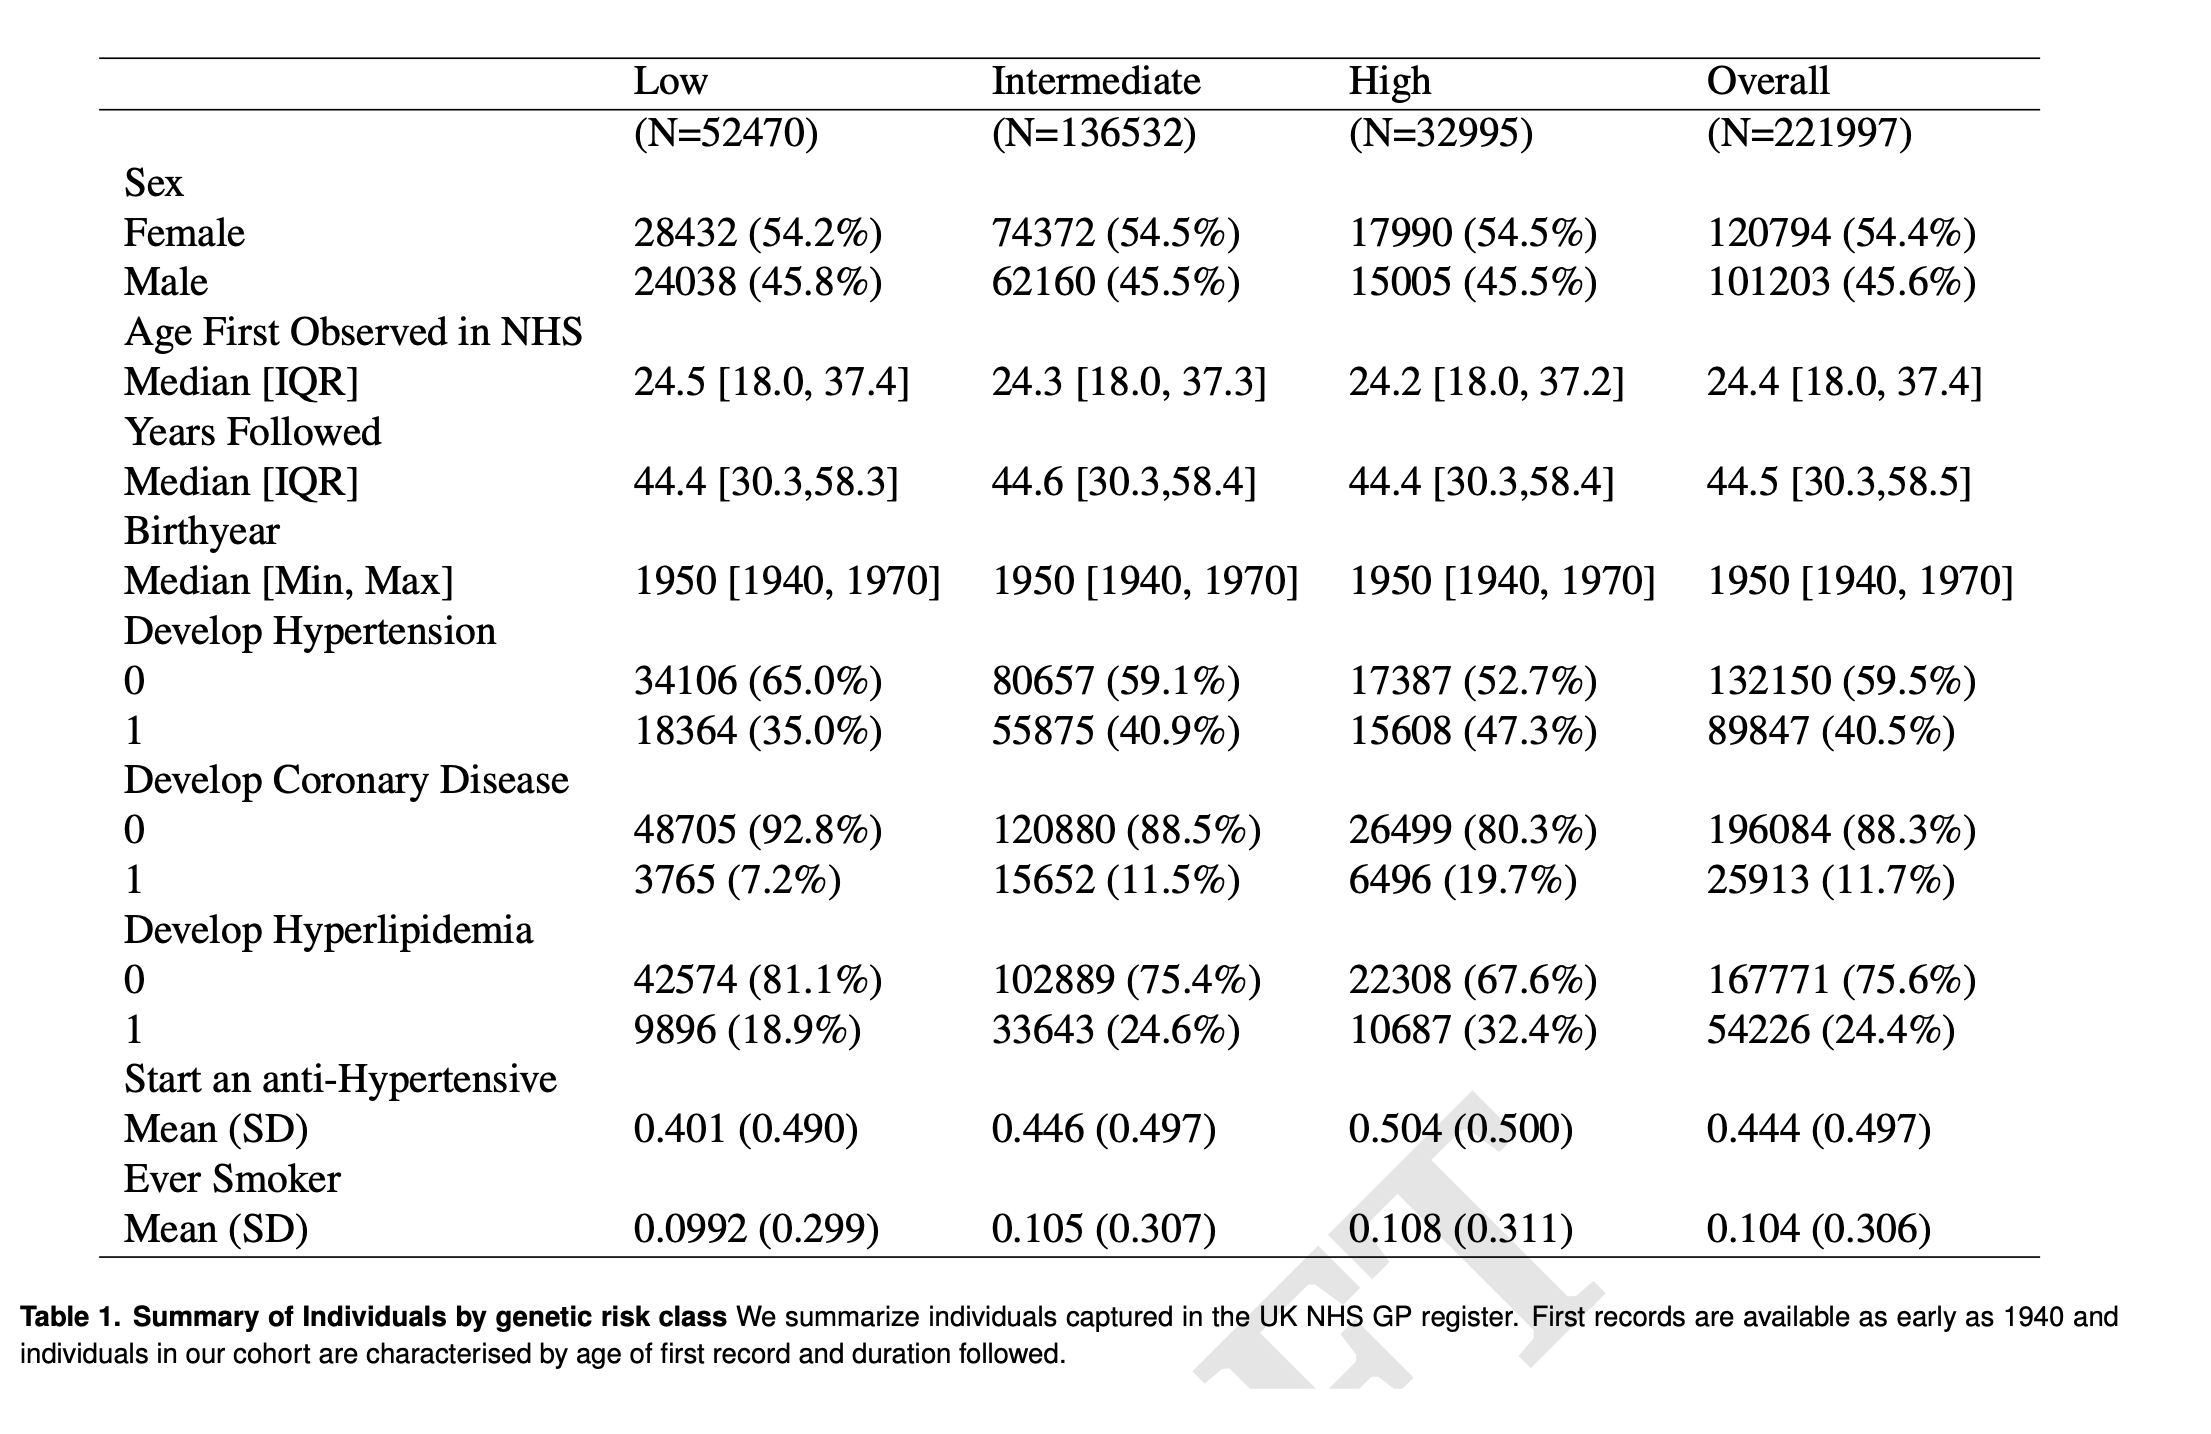 Low Intermediate High Overall
(N=52470) (N=136532) (N=32995) (N=221997)
Sex
Female 28432 (54.2%) 74372 (54.5%) 17990 (54.5%) 120794 (54.4%)
Male 24038 (45.8%) 62160 (45.5%) 15005 (45.5%) 101203 (45.6%)
Age First Observed in NHS
Median [IQR] 24.5 [18.0, 37.4] 24.3 [18.0, 37.3] 24.2 [18.0, 37.2] 24.4 [18.0, 37.4]
Years Followed
Median [IQR] 44.4 [30.3,58.3] 44.6 [30.3,58.4] 44.4 [30.3,58.4] 44.5 [30.3,58.5]
Birthyear
Median [Min, Max] 1950 [1940, 1970] 1950 [1940, 1970] 1950 [1940, 1970] 1950 [1940, 1970]
Develop Hypertension
0 34106 (65.0%) 80657 (59.1%) 17387 (52.7%) 132150 (59.5%)
1 18364 (35.0%) 55875 (40.9%) 15608 (47.3%) 89847 (40.5%)
Develop Coronary Disease
0 48705 (92.8%) 120880 (88.5%) 26499 (80.3%) 196084 (88.3%)
1 3765 (7.2%) 15652 (11.5%) 6496 (19.7%) 25913 (11.7%)
Develop Hyperlipidemia
0 42574 (81.1%) 102889 (75.4%) 22308 (67.6%) 167771 (75.6%)
1 9896 (18.9%) 33643 (24.6%) 10687 (32.4%) 54226 (24.4%)
Start an anti-Hypertensive
Mean (SD) 0.401 (0.490) 0.446 (0.497) 0.504 (0.500) 0.444 (0.497)
Ever Smoker
Mean (SD) 0.0992 (0.299) 0.105 (0.307) 0.108 (0.311) 0.104 (0.306)
Table 1. Summary of Individuals by genetic risk class We summarize individuals captured in the UK NHS GP register. First records are available as early as 1940 and
individuals in our cohort are characterised by age of first record and duration followed.
FT